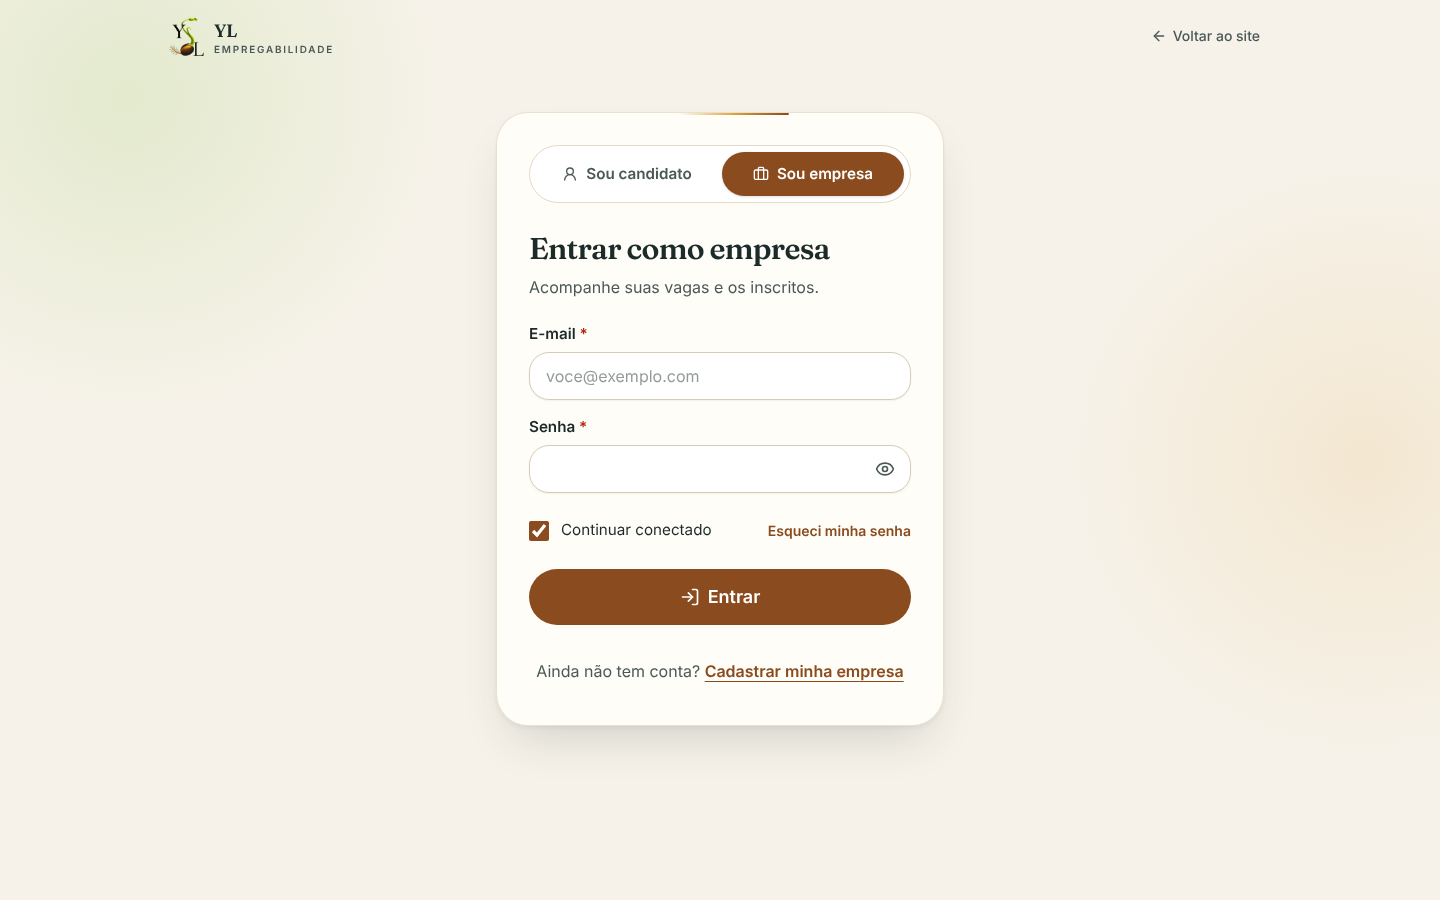 YL
YL
EMPREGABILIDADE
Voltar ao site
Sou candidato
Sou empresa
Entrar como empresa
Acompanhe suas vagas e os inscritos.
E-mail *
voce@exemplo.com
Senha *
Continuar conectado
Esqueci minha senha
Entrar
Ainda não tem conta? Cadastrar minha empresa